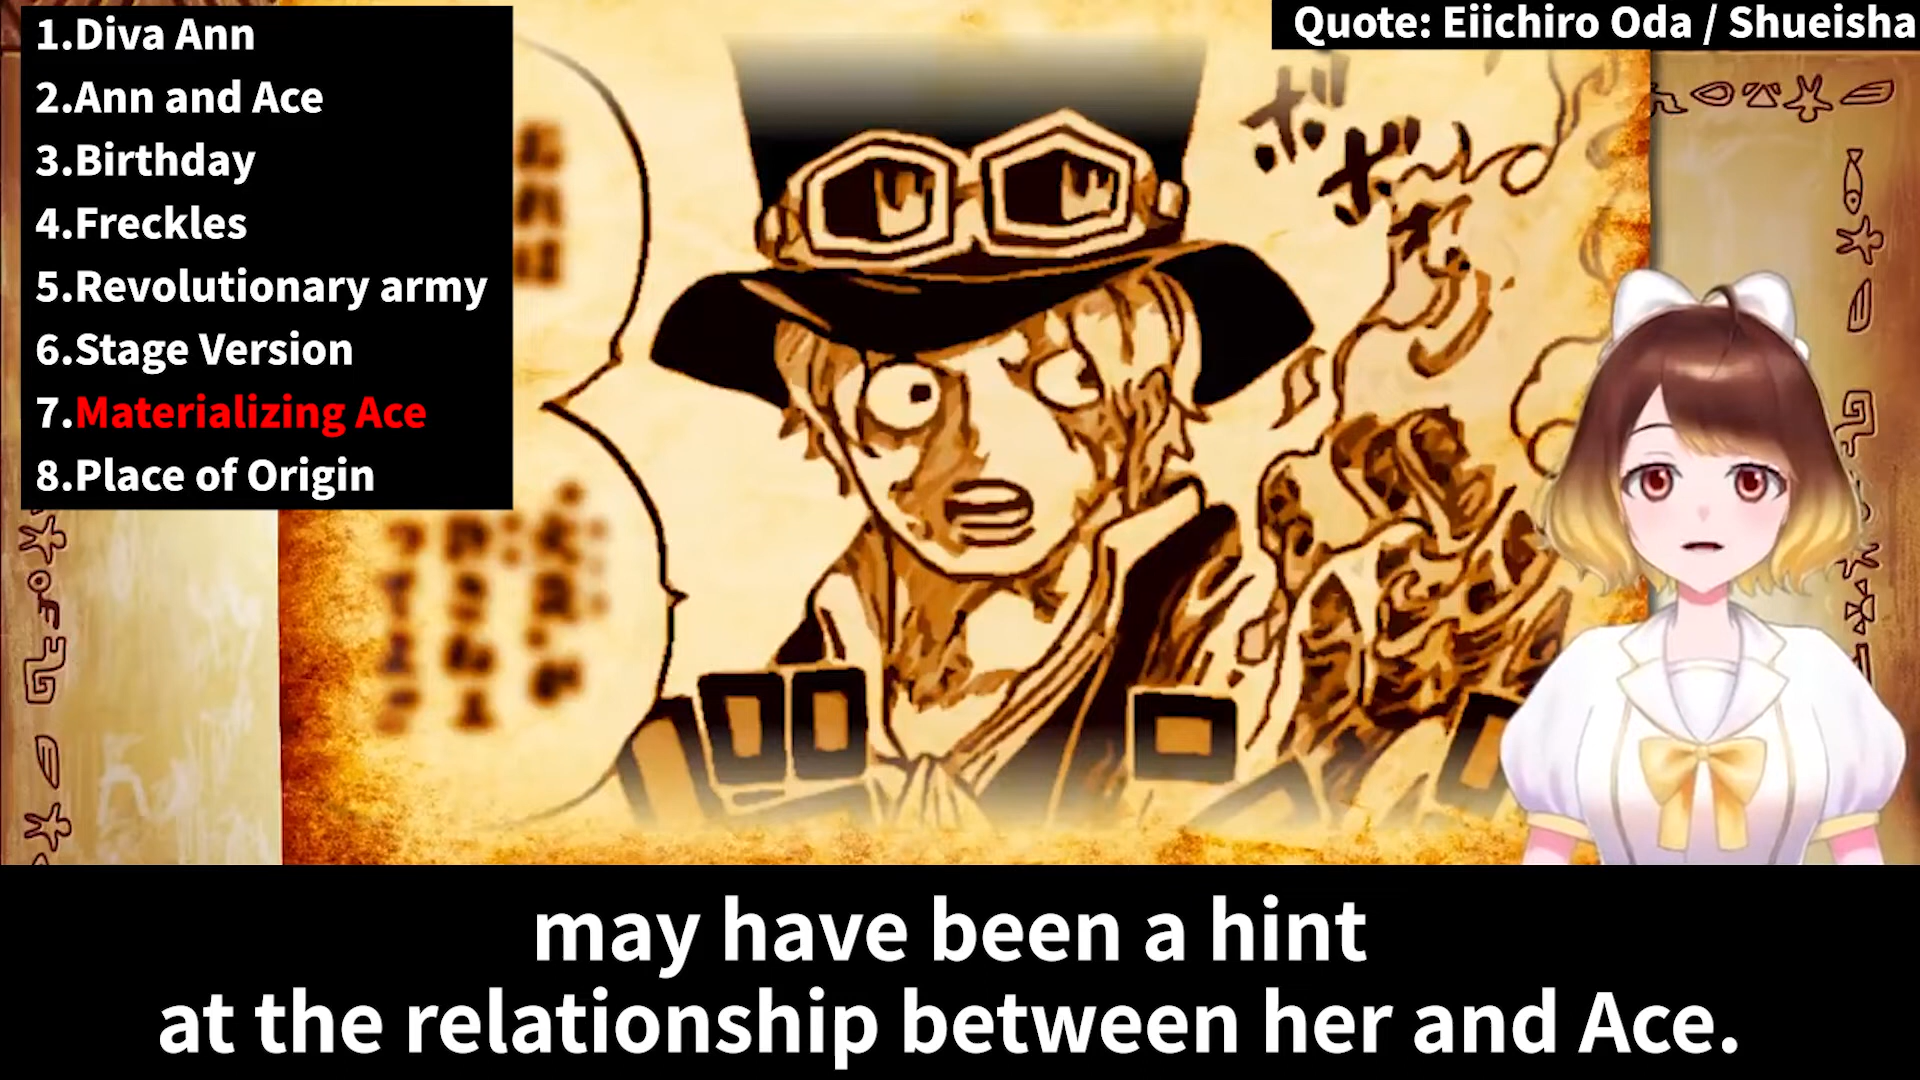 1.Diva Ann
2.Ann and Ace
3.Birthday
4.Freckles
5.Revolutionary army
6.Stage Version
7.Materializing Ace
8.Place of Origin
Quote: Eiichiro Oda / Shueisha
may have been a hint
at the relationship between her and Ace.